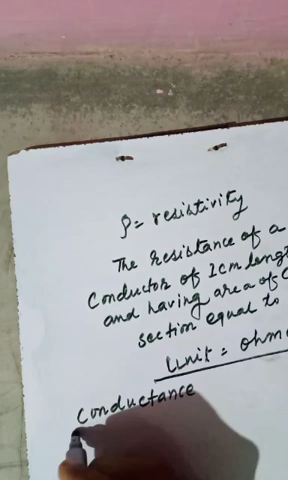 ρ = resistivity
The resistance of a
Conductor of 1cm length
and having area of
section equal to
Unit = ohm
Conductance